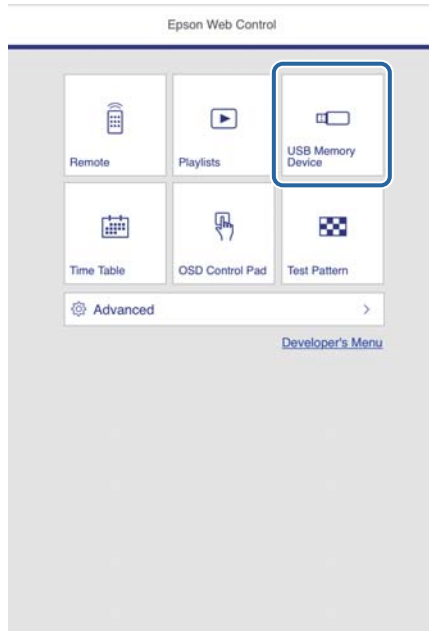 Epson Web Control
Remote
Playlists
USB Memory
Device
Time Table
OSD Control Pad
Test Pattern
Advanced
Developer's Menu